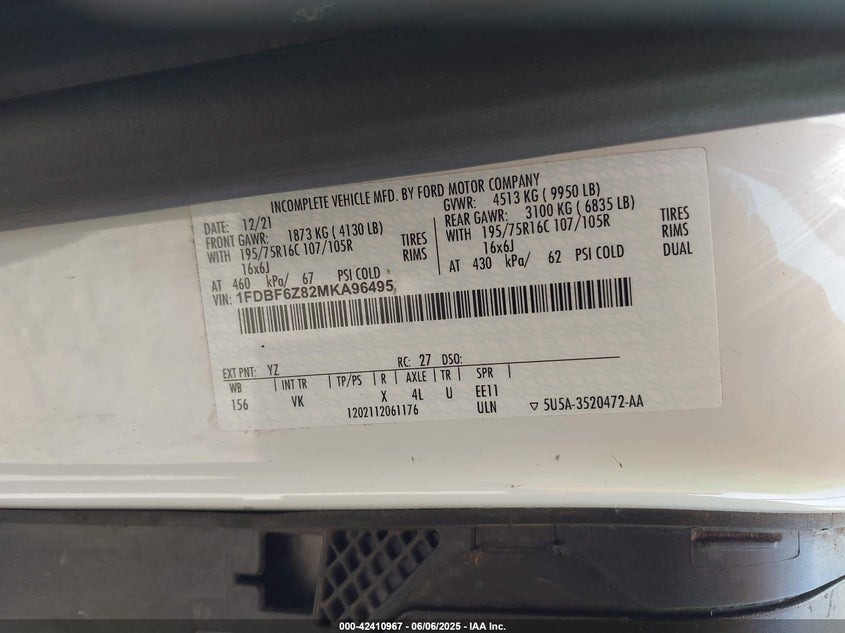 INCOMPLETE VEHICLE MFD. BY FORD MOTOR COMPANY
DATE: 12/21 GVWR: 4513 KG ( 9950 LB)
FRONT GAWR: 1873 KG ( 4130 LB) REAR GAWR: 3100 KG ( 6835 LB)
WITH 195/75R16C 107/105R TIRES WITH 195/75R16C 107/105R TIRES
16x6J RIMS 16x6J RIMS
AT 460 kPa/ 67 PSI COLD AT 430 kPa/ 62 PSI COLD DUAL
VIN: 1FDBF6Z82MKA96495
EXT PNT: YZ RC: 27 DSO:
WB INT TR TP/PS R AXLE TR SPR
156 VK X 4L U EE11
1202112061176 ULN ▽ 5U5A-3520472-AA
000-42410967 - 06/06/2025 - IAA Inc.